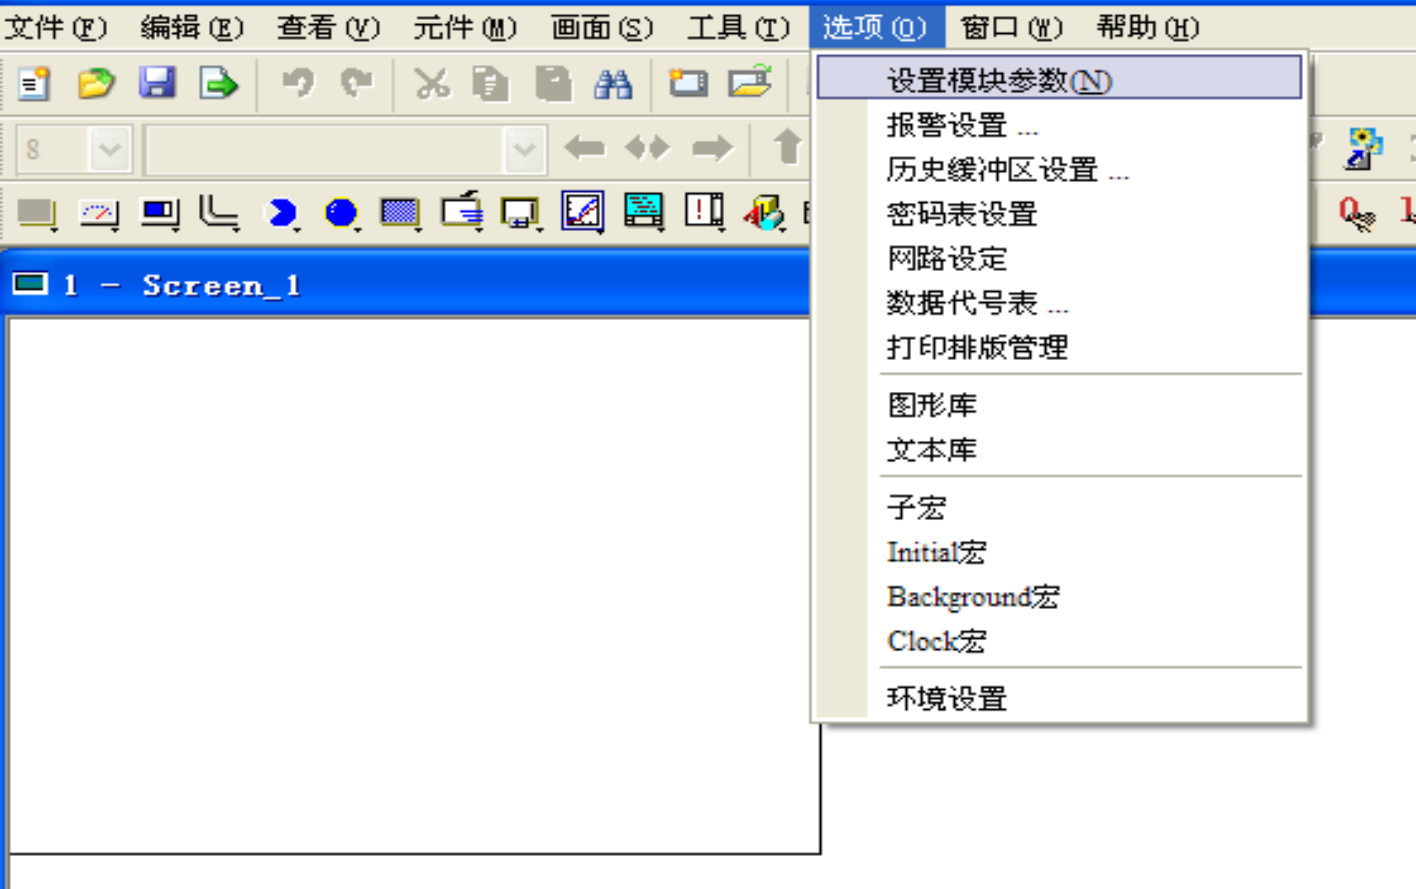 文件(F) 编辑(E) 查看(V) 元件(M) 画面(S) 工具(T) 选项(O) 窗口(W) 帮助(H)
设置模块参数(N)
报警设置 ...
8
历史缓冲区设置 ...
密码表设置
网路设定
1 - Screen_1
数据代号表 ...
打印排版管理
图形库
文本库
子宏
Initial宏
Background宏
Clock宏
环境设置